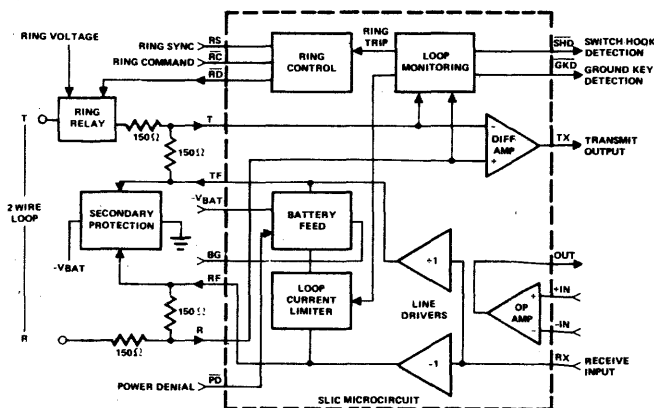 RING VOLTAGE
RING SYNC
RS
RING COMMAND
RC
RD
RING
CONTROL
RING
TRIP
LOOP
MONITORING
SHD
SWITCH HOOK
DETECTION
GKD
GROUND KEY
DETECTION
T
RING
RELAY
150Ω
T
150Ω
DIFF
AMP
-
+
TX
TRANSMIT
OUTPUT
TF
2 WIRE
LOOP
SECONDARY
PROTECTION
-VBAT
-VBAT
BATTERY
FEED
BG
+1
OUT
RF
LOOP
CURRENT
LIMITER
LINE
DRIVERS
OP
AMP
+
-
+IN
-IN
150Ω
R
150Ω
R
-1
RX
RECEIVE
INPUT
POWER DENIAL
PD
SLIC MICROCIRCUIT